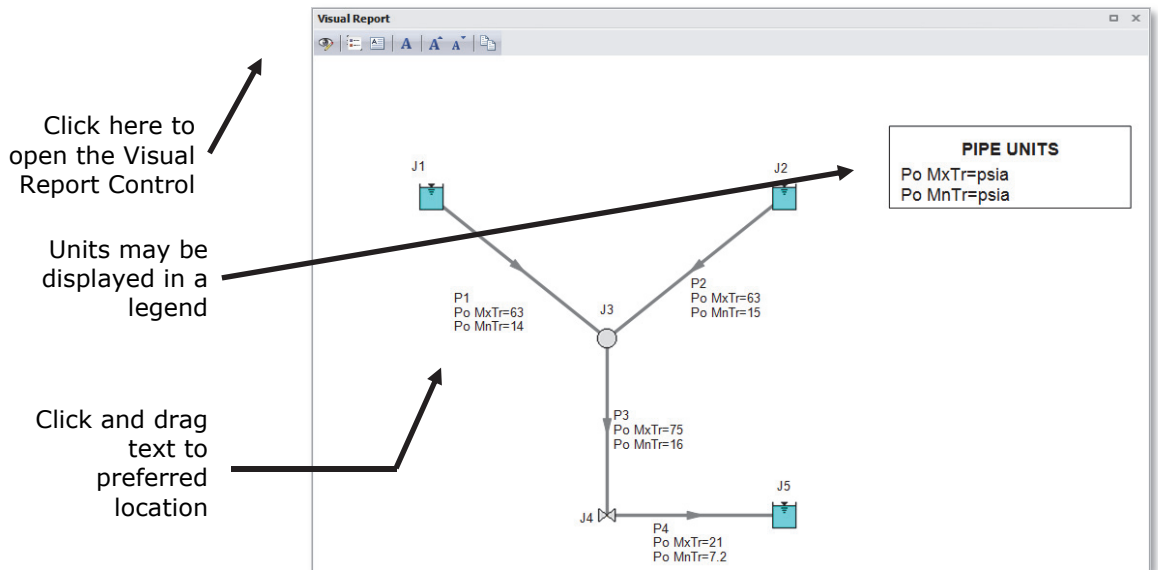 Visual Report
A A A
Click here to
open the Visual
Report Control
Units may be
displayed in a
legend
Click and drag
text to
preferred
location
PIPE UNITS
Po MxTr=psia
Po MnTr=psia
J1
J2
P1
Po MxTr=63
Po MnTr=14
P2
Po MxTr=63
Po MnTr=15
J3
P3
Po MxTr=75
Po MnTr=16
J4
P4
Po MxTr=21
Po MnTr=7.2
J5